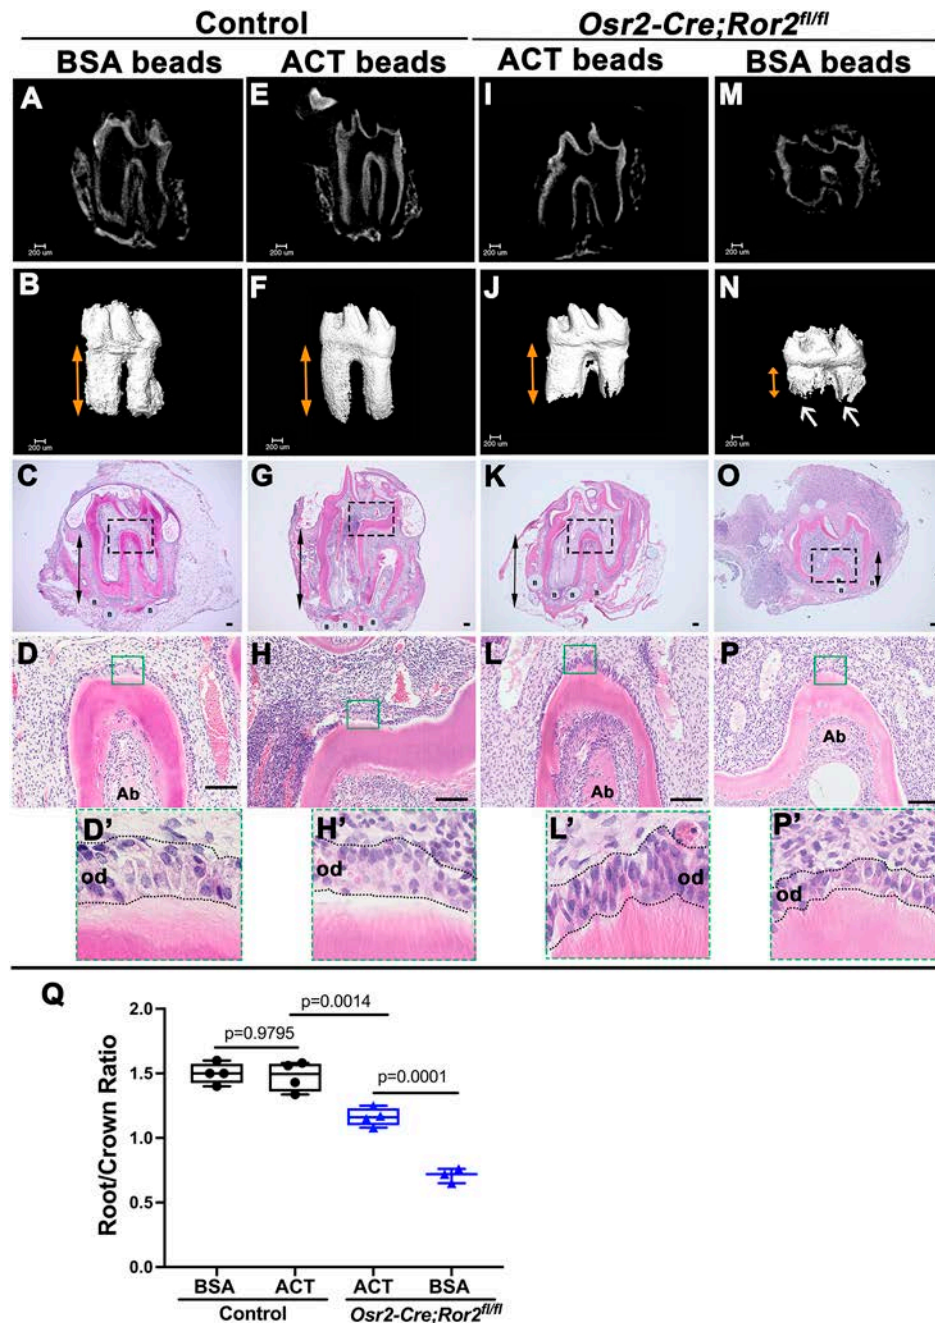 Control Osr2-Cre;Ror2fl/fl
BSA beads ACT beads ACT beads BSA beads
A E I M
200 um 200 um 200 um 200 um
B F J N
200 um 200 um 200 um 200 um
C G K O
B B B B B B B B B B B B
D H L P
Ab Ab Ab
D' H' L' P'
od od od od
Q
Root/Crown Ratio
2.0
1.5
1.0
0.5
0.0
p=0.0014
p=0.9795
p=0.0001
BSA ACT ACT BSA
Control Osr2-Cre;Ror2fl/fl